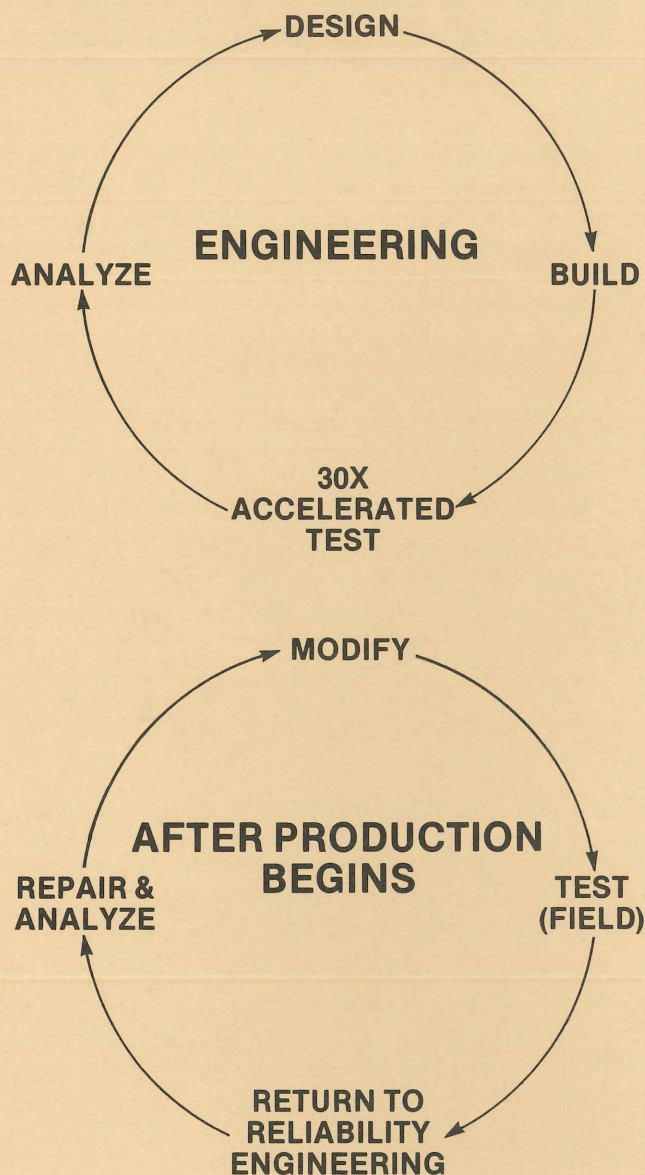 DESIGN
ENGINEERING
ANALYZE
BUILD
30X
ACCELERATED
TEST
MODIFY
AFTER PRODUCTION
BEGINS
REPAIR &
ANALYZE
TEST
(FIELD)
RETURN TO
RELIABILITY
ENGINEERING